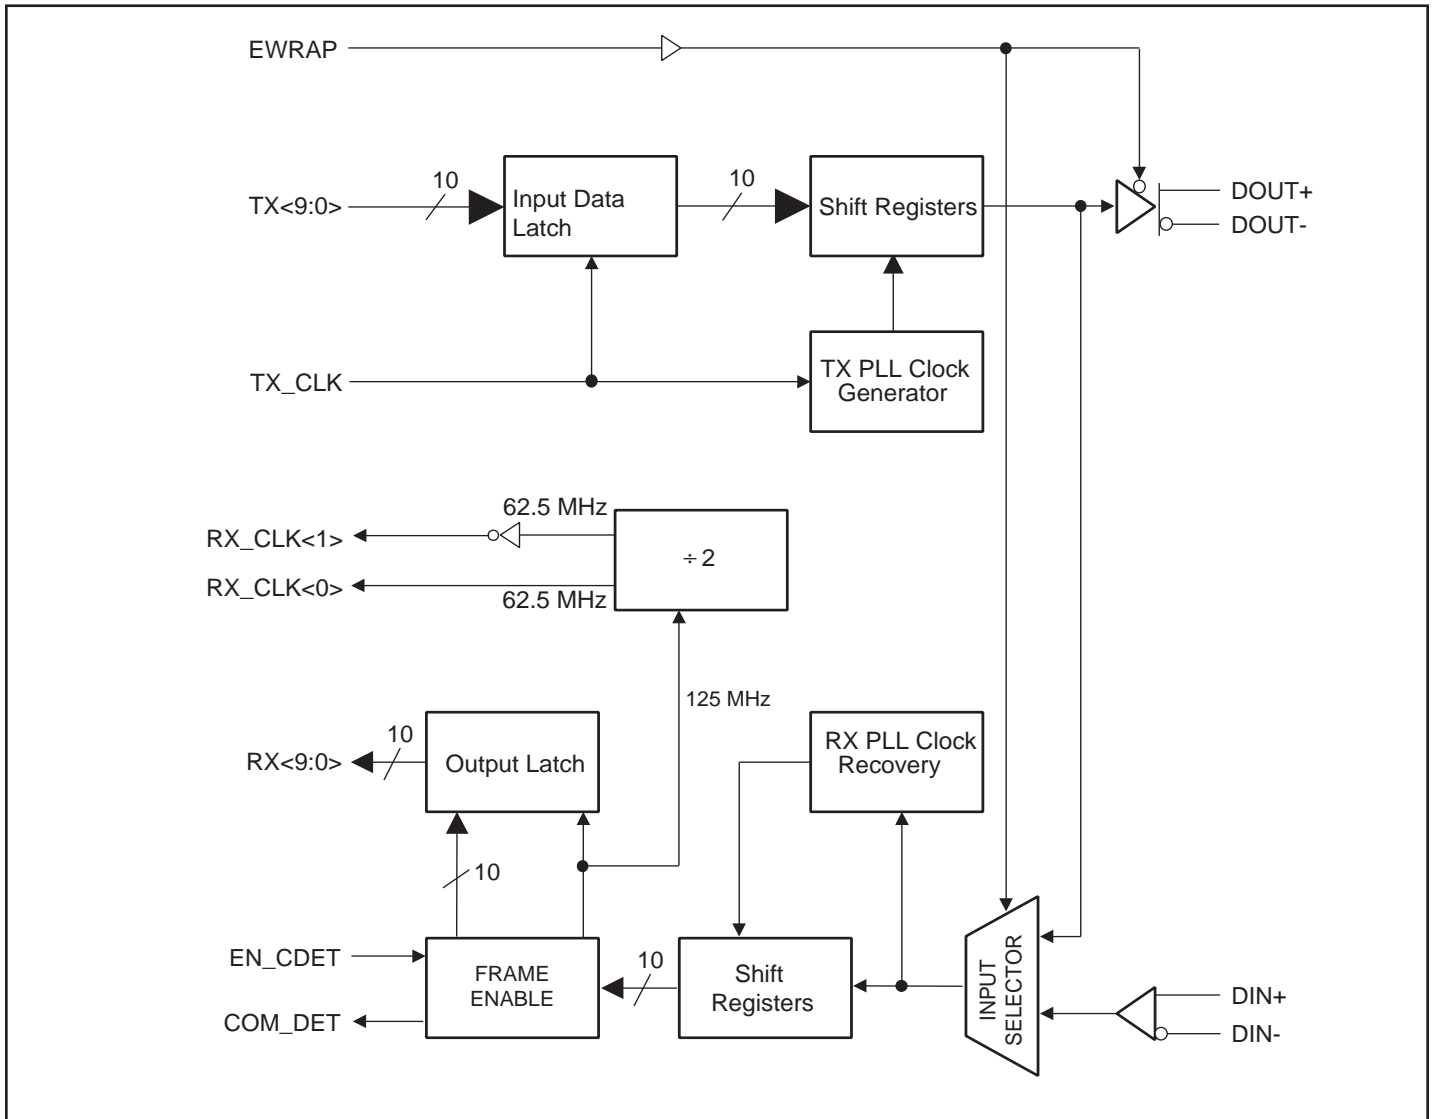 EWRAP
TX<9:0>
10
Input Data
Latch
10
Shift Registers
DOUT+
DOUT-
TX_CLK
TX PLL Clock
Generator
RX_CLK<1>
62.5 MHz
÷2
RX_CLK<0>
62.5 MHz
125 MHz
RX<9:0>
10
Output Latch
RX PLL Clock
Recovery
10
EN_CDET
COM_DET
FRAME
ENABLE
10
Shift
Registers
INPUT
SELECTOR
DIN+
DIN-